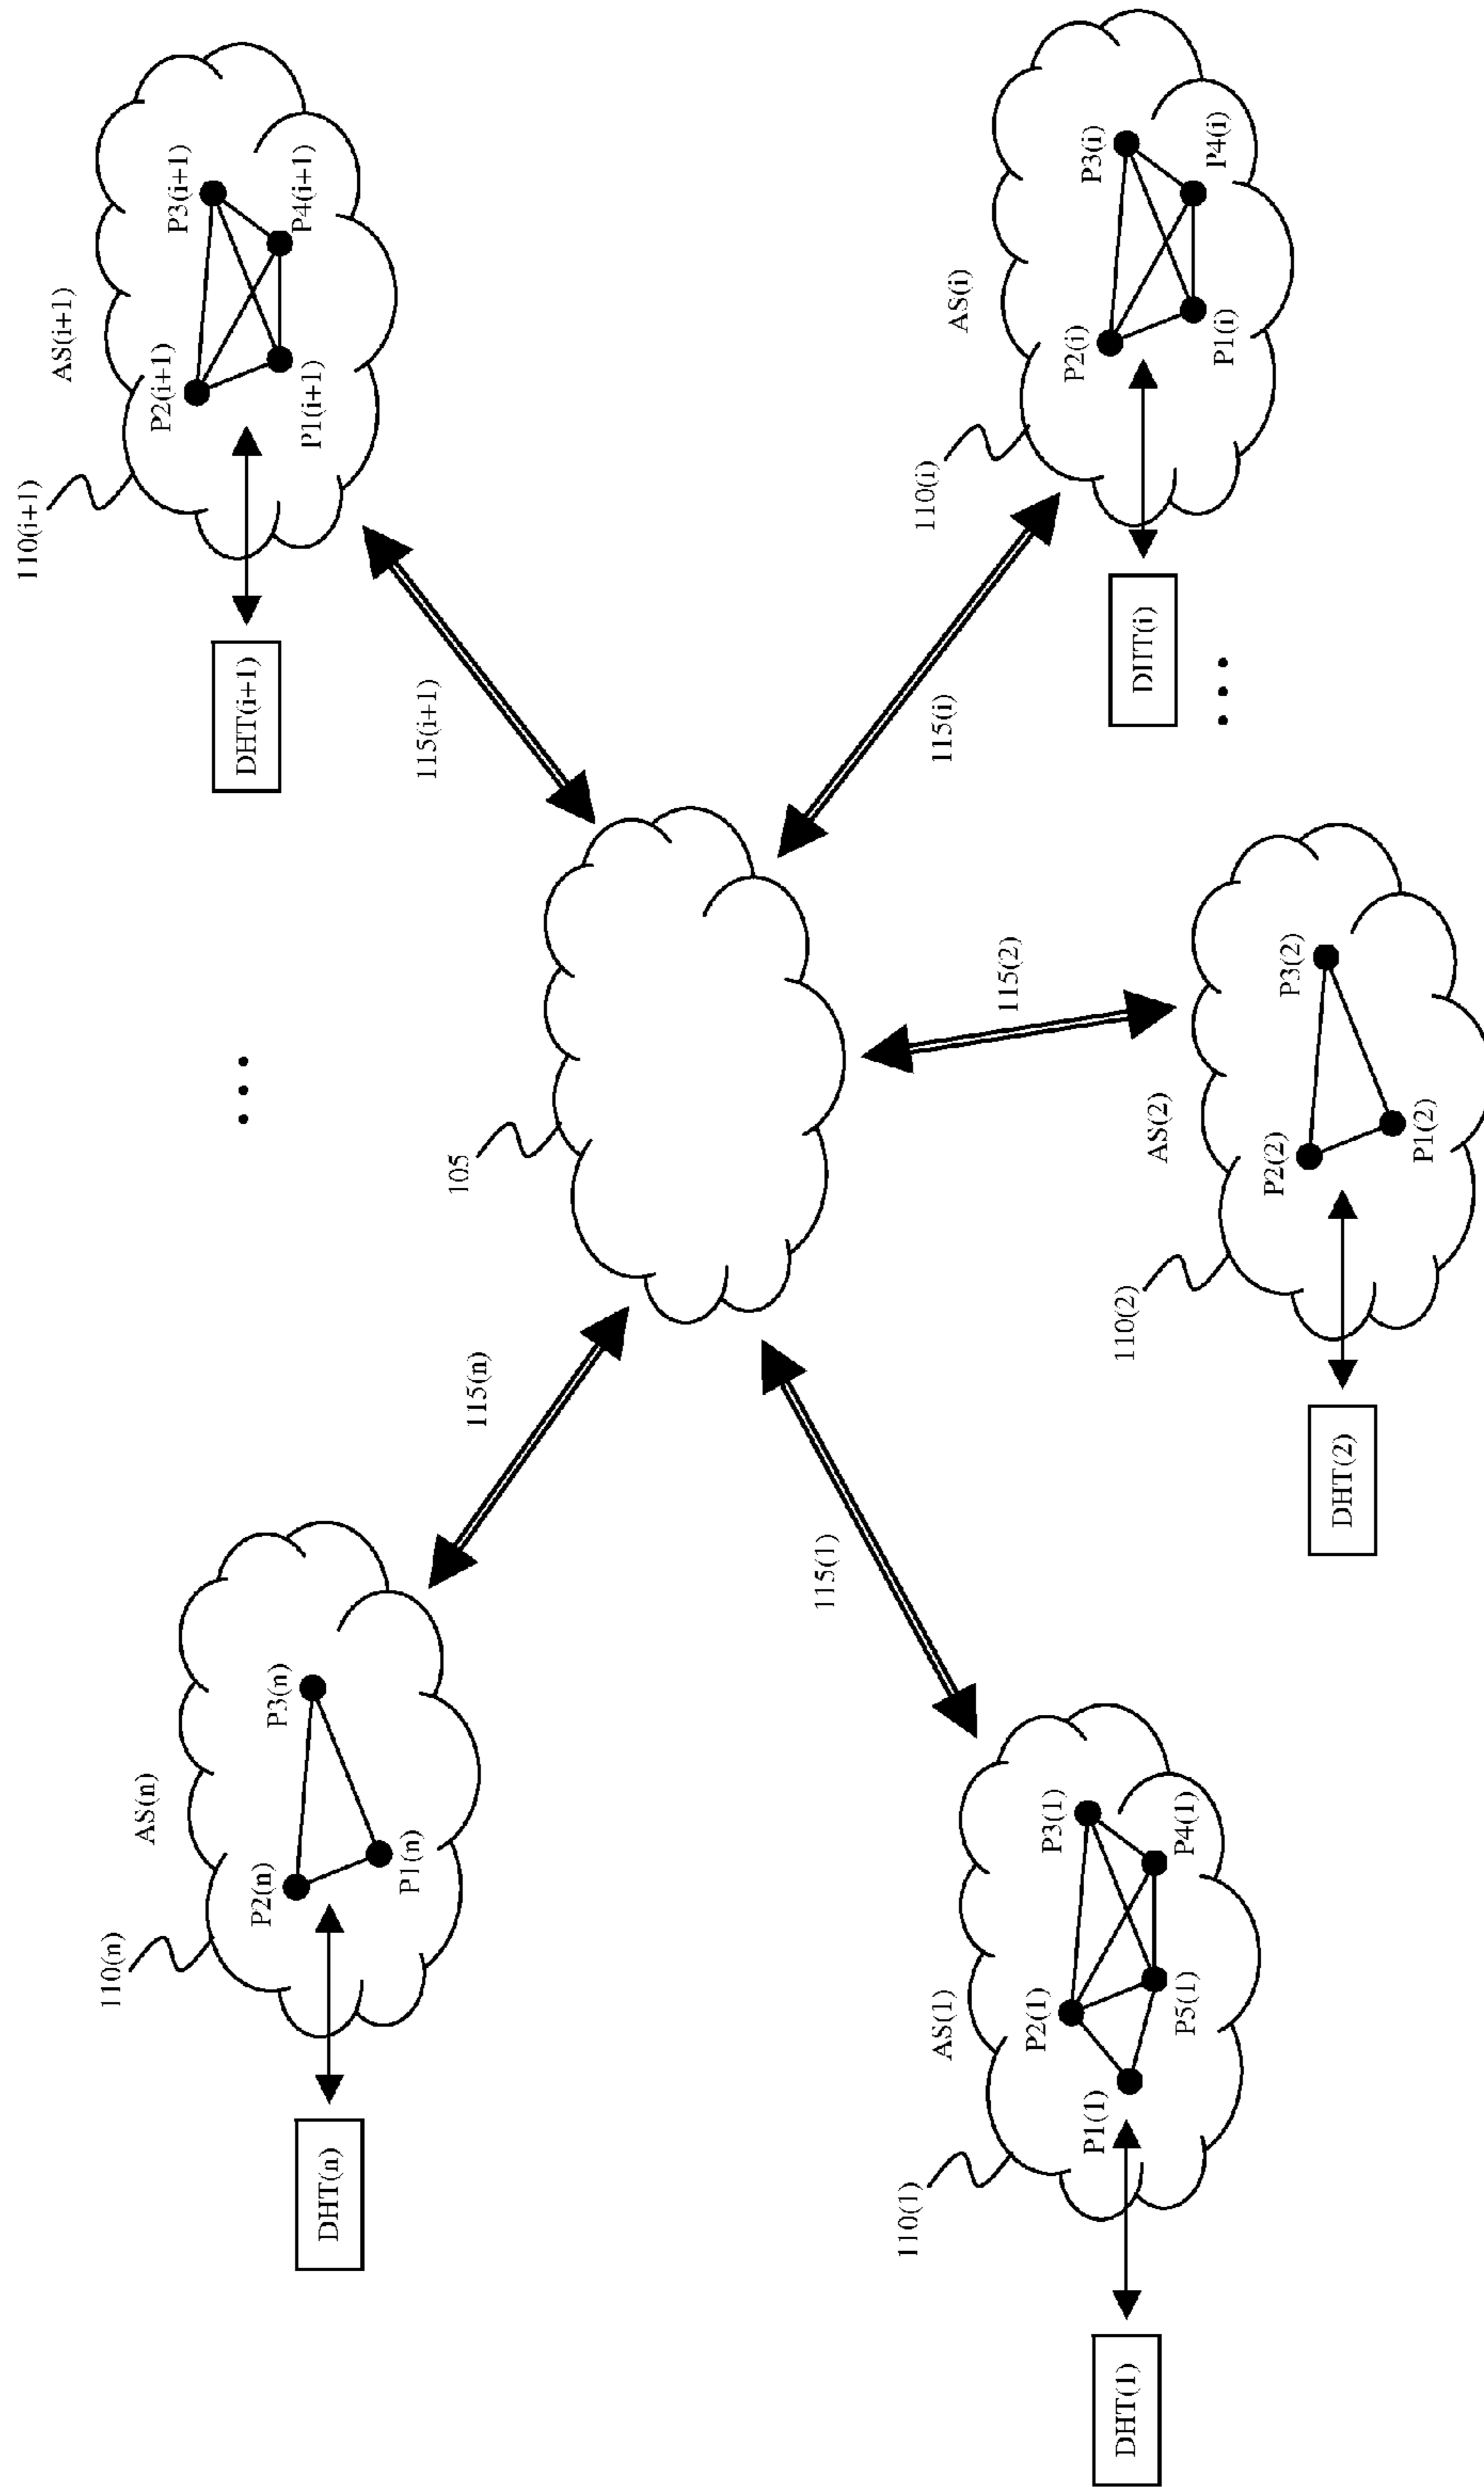 110(i+1)
AS(i+1)
P2(i+1)
P3(i+1)
P1(i+1)
P4(i+1)
DHT(i+1)
115(i+1)
110(n)
AS(n)
P2(n)
P3(n)
P1(n)
DHT(n)
115(n)
...
105
110(i)
AS(i)
P2(i)
P3(i)
P1(i)
P4(i)
DHT(i)
115(i)
...
110(1)
AS(1)
P1(1)
P2(1)
P3(1)
P5(1)
P4(1)
DHT(1)
115(1)
110(2)
AS(2)
P2(2)
P3(2)
P1(2)
DHT(2)
115(2)